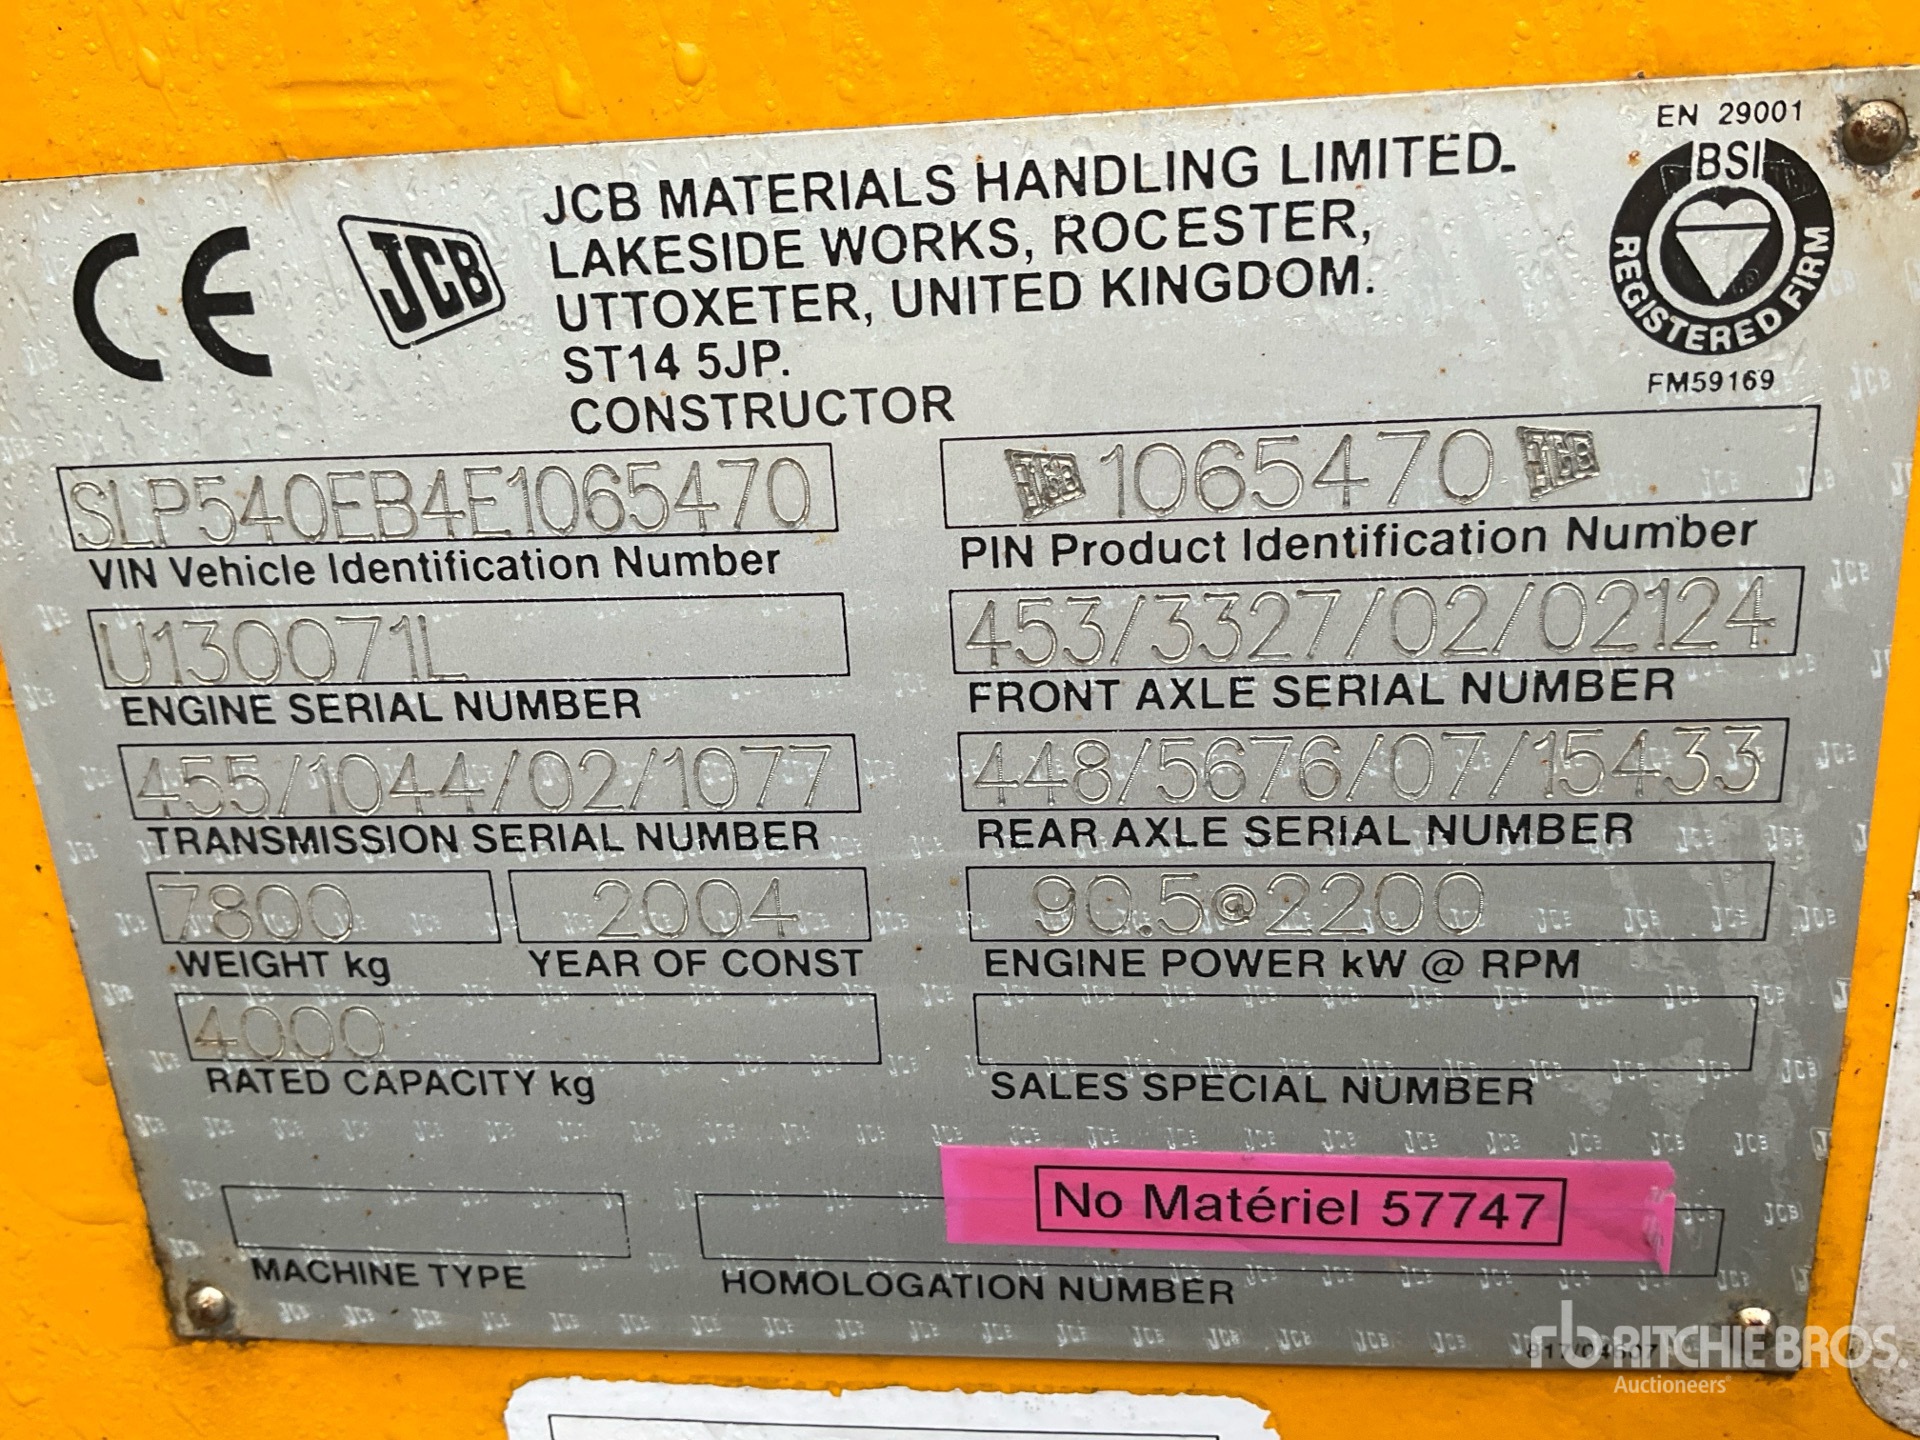 EN 29001
BSI
REGISTERED FIRM
FM59169
CE
JCB
JCB MATERIALS HANDLING LIMITED.
LAKESIDE WORKS, ROCESTER,
UTTOXETER, UNITED KINGDOM.
ST14 5JP.
CONSTRUCTOR
SLP540EB4E1065470
VIN Vehicle Identification Number
JCB 1065470 JCB
PIN Product Identification Number
U130071L
ENGINE SERIAL NUMBER
453/3327/02/02124
FRONT AXLE SERIAL NUMBER
455/1044/02/1077
TRANSMISSION SERIAL NUMBER
448/5676/07/15433
REAR AXLE SERIAL NUMBER
7800
WEIGHT kg
2004
YEAR OF CONST
90.5@2200
ENGINE POWER kW @ RPM
4000
RATED CAPACITY kg
SALES SPECIAL NUMBER
No Matériel 57747
MACHINE TYPE
HOMOLOGATION NUMBER
rb RITCHIE BROS.
Auctioneers